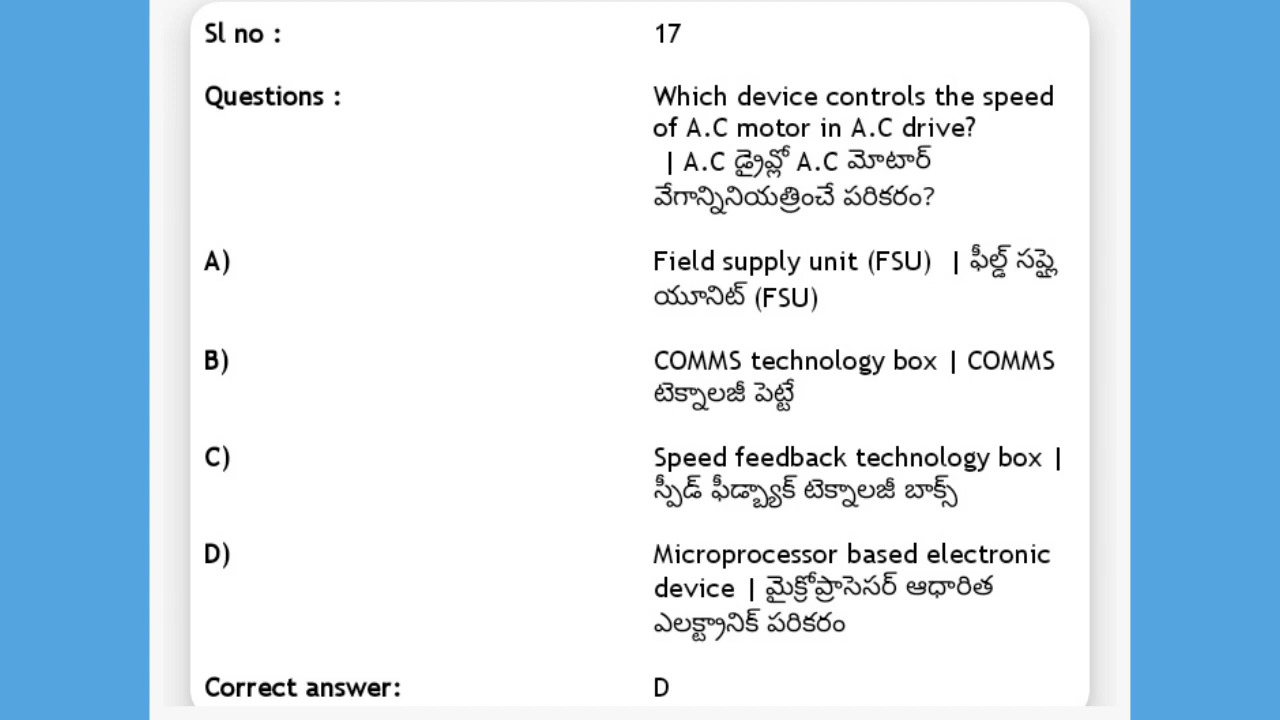 Sl no : 17
Questions : Which device controls the speed
of A.C motor in A.C drive?
| A.C డ్రైవ్లో A.C మోటార్
వేగాన్నినియత్రించే పరికరం?
A) Field supply unit (FSU) | ఫీల్డ్ సప్లై
యూనిట్ (FSU)
B) COMMS technology box | COMMS
టెక్నాలజీ పెట్టే
C) Speed feedback technology box |
స్పీడ్ ఫీడ్బ్యాక్ టెక్నాలజీ బాక్స్
D) Microprocessor based electronic
device | మైక్రోప్రాసెసర్ ఆధారిత
ఎలక్ట్రానిక్ పరికరం
Correct answer: D